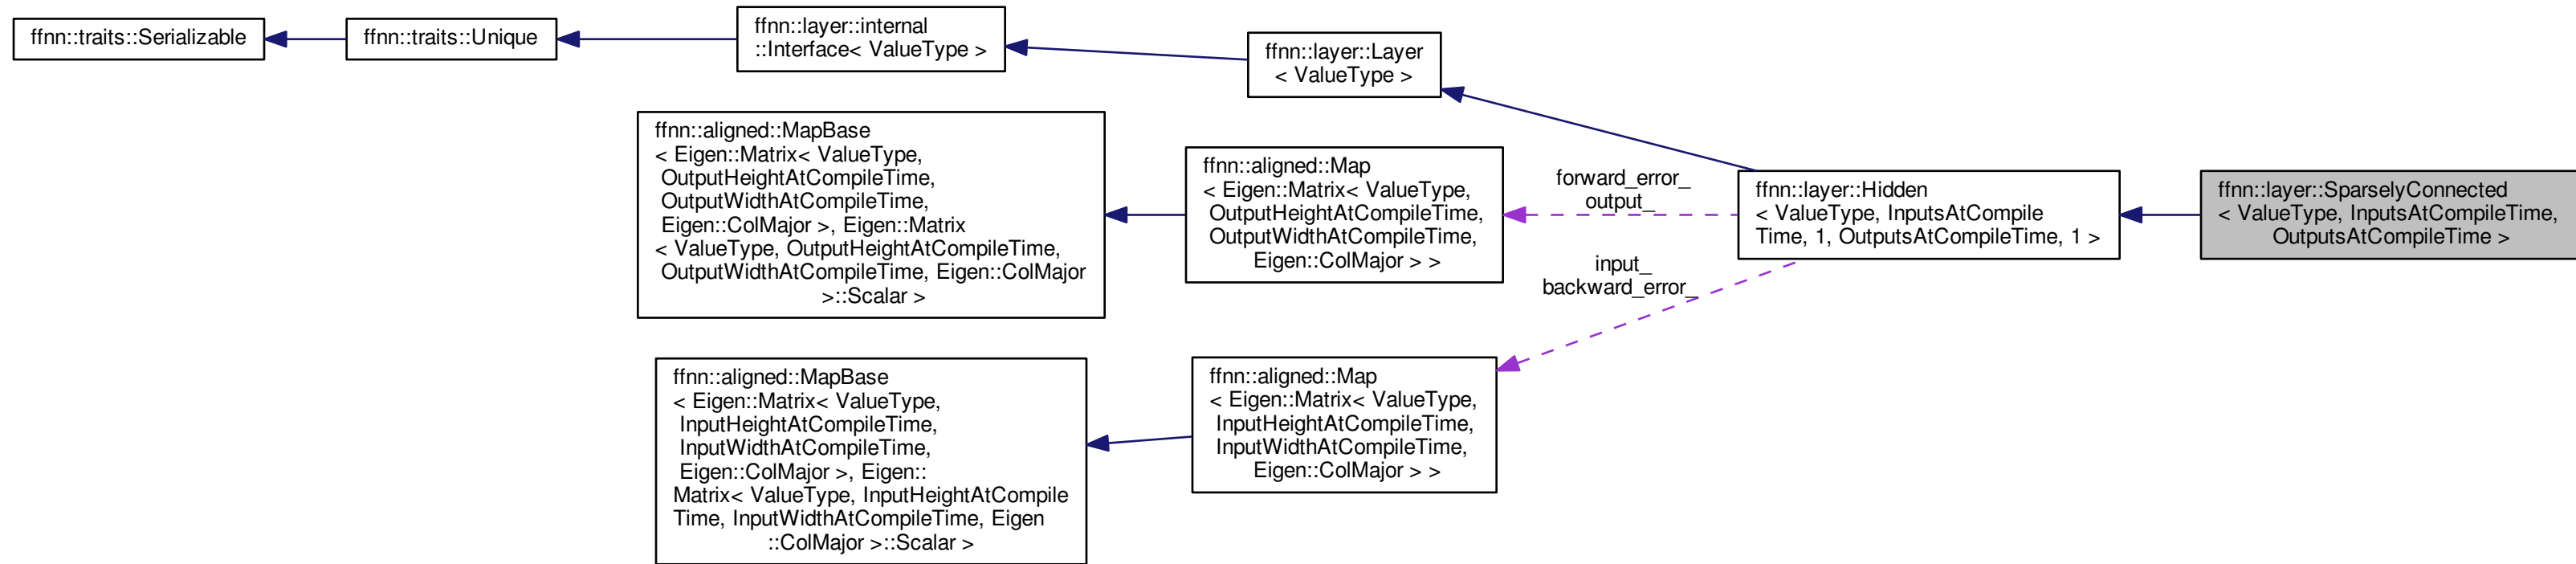 ffnn::traits::Serializable
ffnn::traits::Unique
ffnn::layer::internal
::Interface< ValueType >
ffnn::layer::Layer
< ValueType >
ffnn::aligned::MapBase
< Eigen::Matrix< ValueType,
OutputHeightAtCompileTime,
OutputWidthAtCompileTime,
Eigen::ColMajor >, Eigen::Matrix
< ValueType, OutputHeightAtCompileTime,
OutputWidthAtCompileTime, Eigen::ColMajor
>::Scalar >
ffnn::aligned::Map
< Eigen::Matrix< ValueType,
OutputHeightAtCompileTime,
OutputWidthAtCompileTime,
Eigen::ColMajor > >
forward_error_
output_
ffnn::layer::Hidden
< ValueType, InputsAtCompile
Time, 1, OutputsAtCompileTime, 1 >
ffnn::layer::SparselyConnected
< ValueType, InputsAtCompileTime,
OutputsAtCompileTime >
input_
backward_error_
ffnn::aligned::MapBase
< Eigen::Matrix< ValueType,
InputHeightAtCompileTime,
InputWidthAtCompileTime,
Eigen::ColMajor >, Eigen::
Matrix< ValueType, InputHeightAtCompile
Time, InputWidthAtCompileTime, Eigen
::ColMajor >::Scalar >
ffnn::aligned::Map
< Eigen::Matrix< ValueType,
InputHeightAtCompileTime,
InputWidthAtCompileTime,
Eigen::ColMajor > >